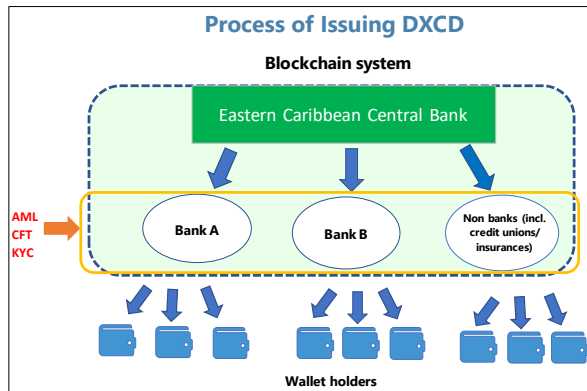 Process of Issuing DXCD
Blockchain system
Eastern Caribbean Central Bank
AML
CFT
KYC
Bank A
Bank B
Non banks (incl.
credit unions/
insurances)
Wallet holders